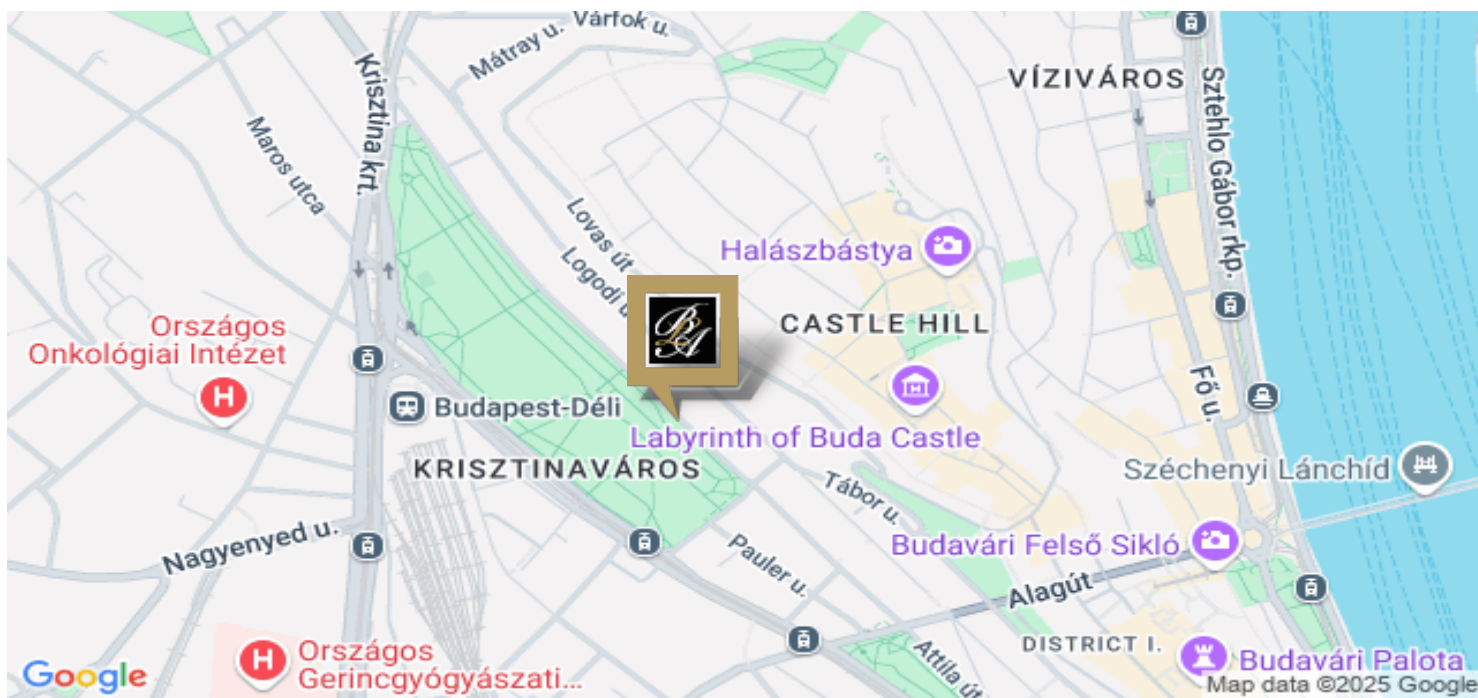 Várfok u.
Mátray u.
Krisztina krt.
VÍZIVÁROS
Sztehlo Gábor rkp.
Maros utca
Lovas út
Logodi u
Halászbástya
BLA
CASTLE HILL
Országos
Onkológiai Intézet
H
Budapest-Déli
Fő u.
Labyrinth of Buda Castle
KRISZTINAVÁROS
Széchenyi Lánchíd
Tábor u.
Nagyenyed u.
Budavári Felső Sikló
Pauler u.
Alagút
Attila út
DISTRICT I.
H
Országos
Gerincgyógyászati...
Budavári Palota
Google
Map data ©2025 Google